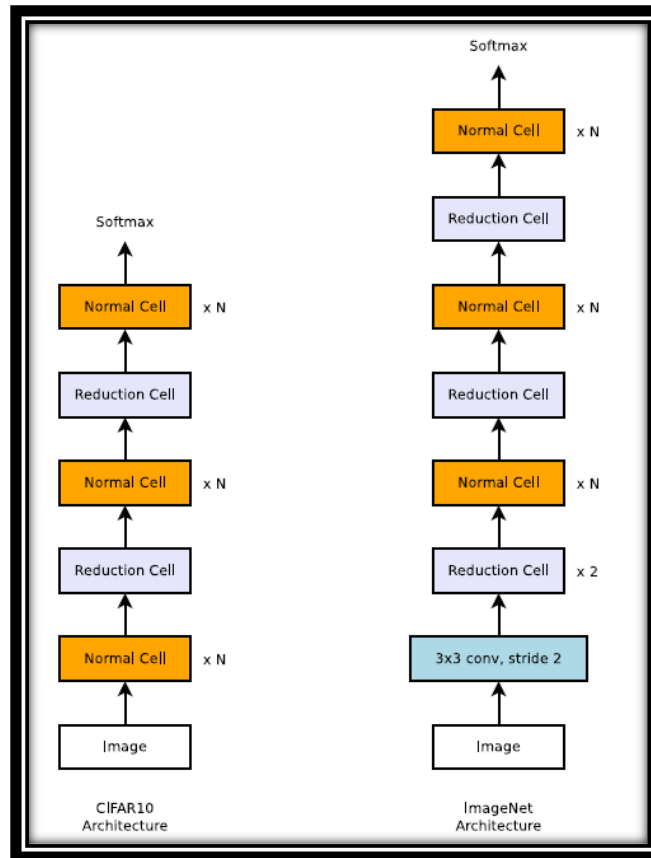 Softmax
Normal Cell x N
Reduction Cell
Normal Cell x N
Reduction Cell
Normal Cell x N
Image
CIFAR10
Architecture
Softmax
Normal Cell x N
Reduction Cell
Normal Cell x N
Reduction Cell
Normal Cell x N
Reduction Cell x 2
3x3 conv, stride 2
Image
ImageNet
Architecture